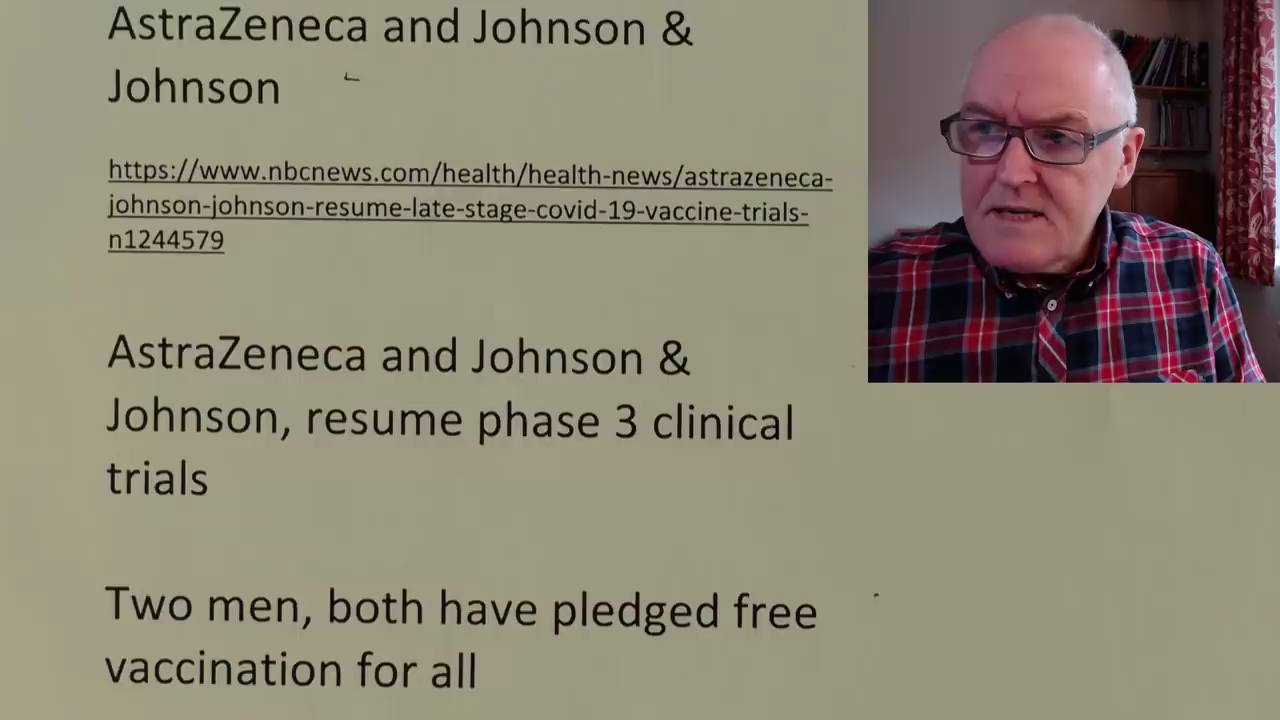 AstraZeneca and Johnson &
Johnson
https://www.nbcnews.com/health/health-news/astrazeneca-
johnson-johnson-resume-late-stage-covid-19-vaccine-trials-
n1244579
AstraZeneca and Johnson &
Johnson, resume phase 3 clinical
trials
Two men, both have pledged free
vaccination for all